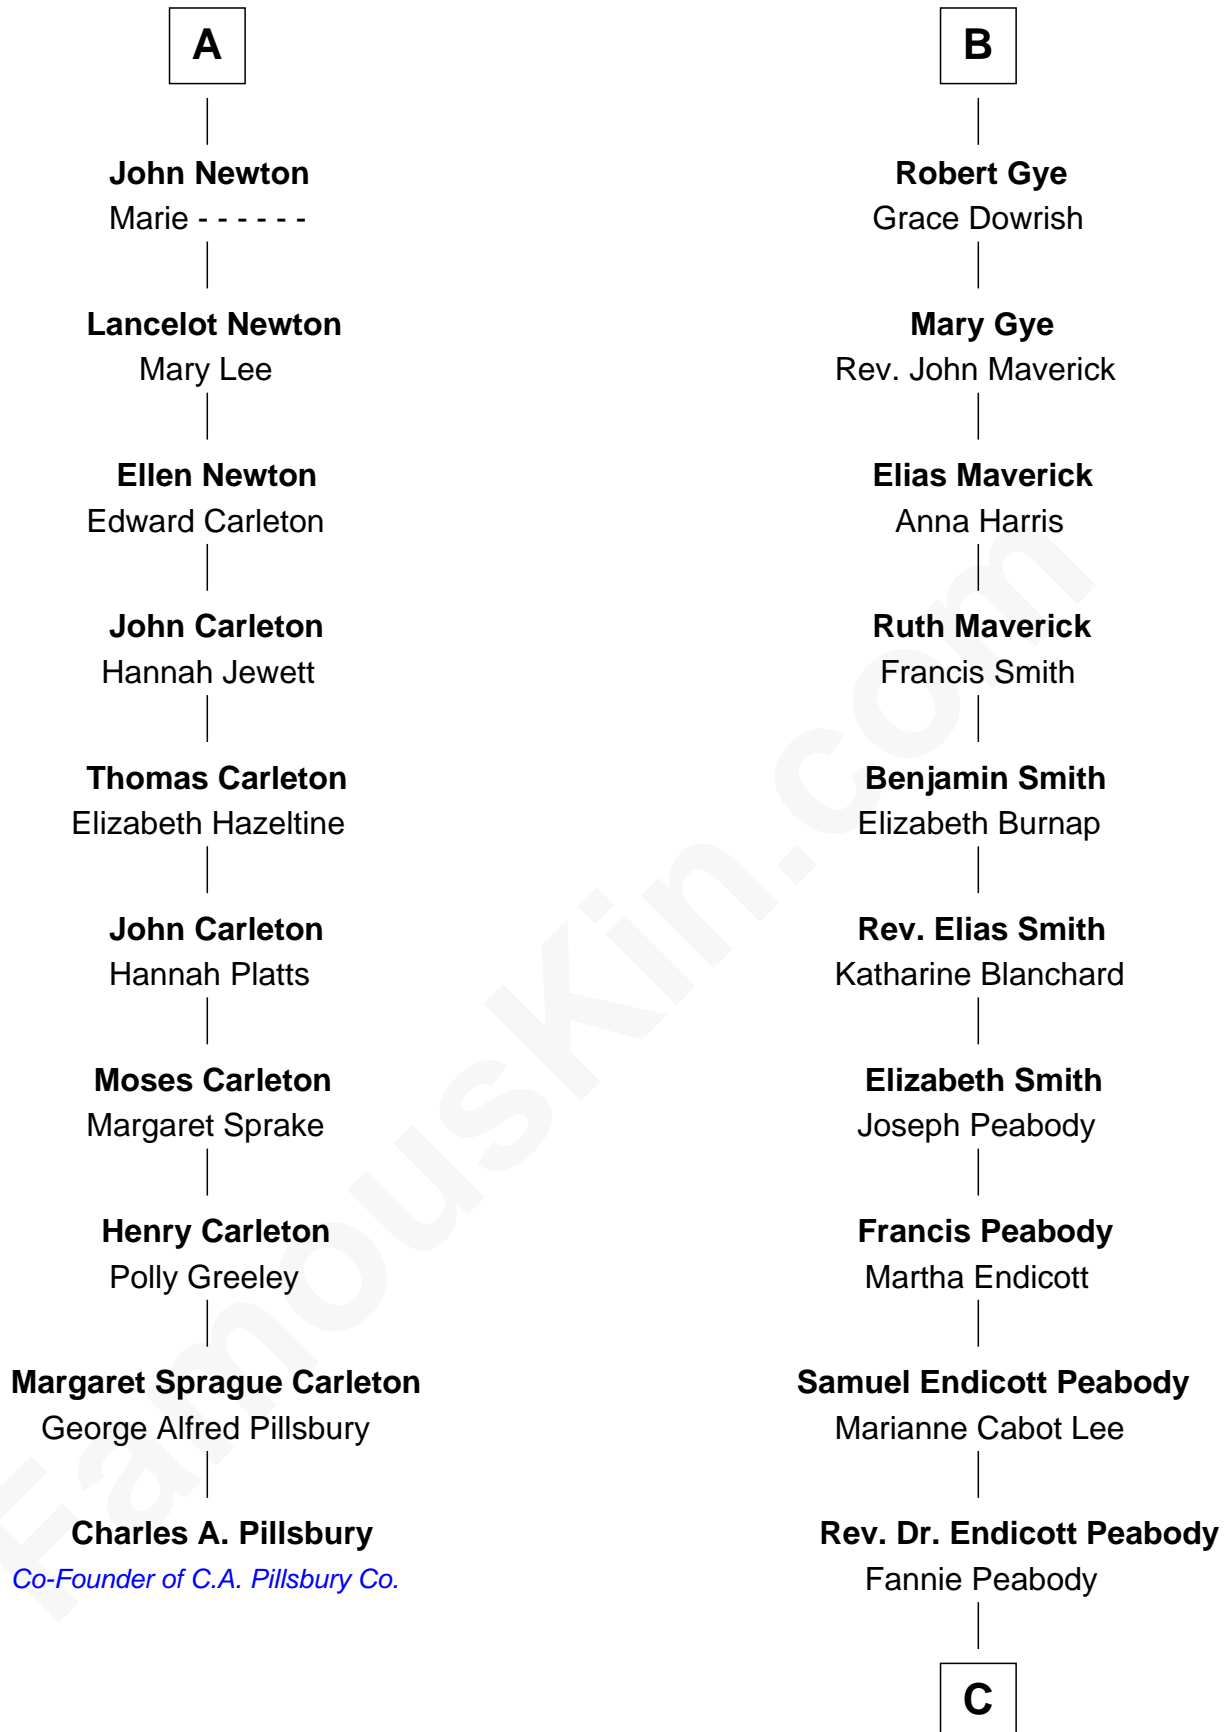 A
John Newton
Marie - - - - - -
Lancelot Newton
Mary Lee
Ellen Newton
Edward Carleton
John Carleton
Hannah Jewett
Thomas Carleton
Elizabeth Hazeltine
John Carleton
Hannah Platts
Moses Carleton
Margaret Sprake
Henry Carleton
Polly Greeley
Margaret Sprague Carleton
George Alfred Pillsbury
Charles A. Pillsbury
Co-Founder of C.A. Pillsbury Co.
B
Robert Gye
Grace Dowrish
Mary Gye
Rev. John Maverick
Elias Maverick
Anna Harris
Ruth Maverick
Francis Smith
Benjamin Smith
Elizabeth Burnap
Rev. Elias Smith
Katharine Blanchard
Elizabeth Smith
Joseph Peabody
Francis Peabody
Martha Endicott
Samuel Endicott Peabody
Marianne Cabot Lee
Rev. Dr. Endicott Peabody
Fannie Peabody
C
FamousKin.com